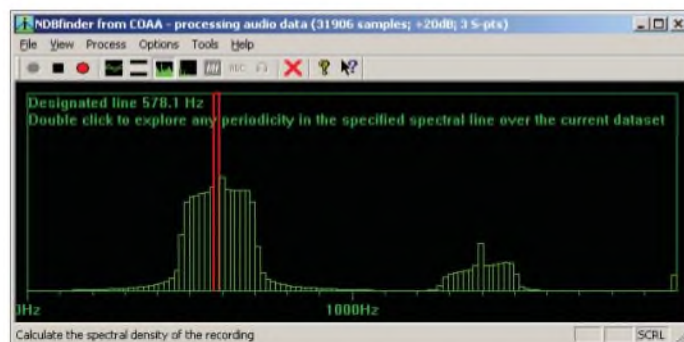 NDBfinder from COAA - processing audio data (31906 samples; +20dB; 3 S-pts)
File View Process Options Tools Help
REC
Designated line 578.1 Hz
Double click to explore any periodicity in the specified spectral line over the current dataset
0Hz 1000Hz
Calculate the spectral density of the recording SCRL